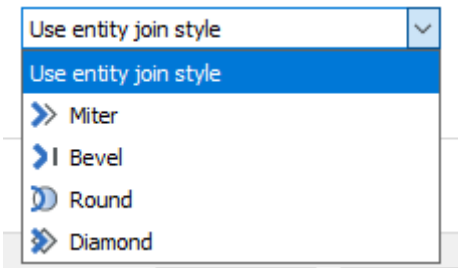 Use entity join style
Use entity join style
Miter
Bevel
Round
Diamond